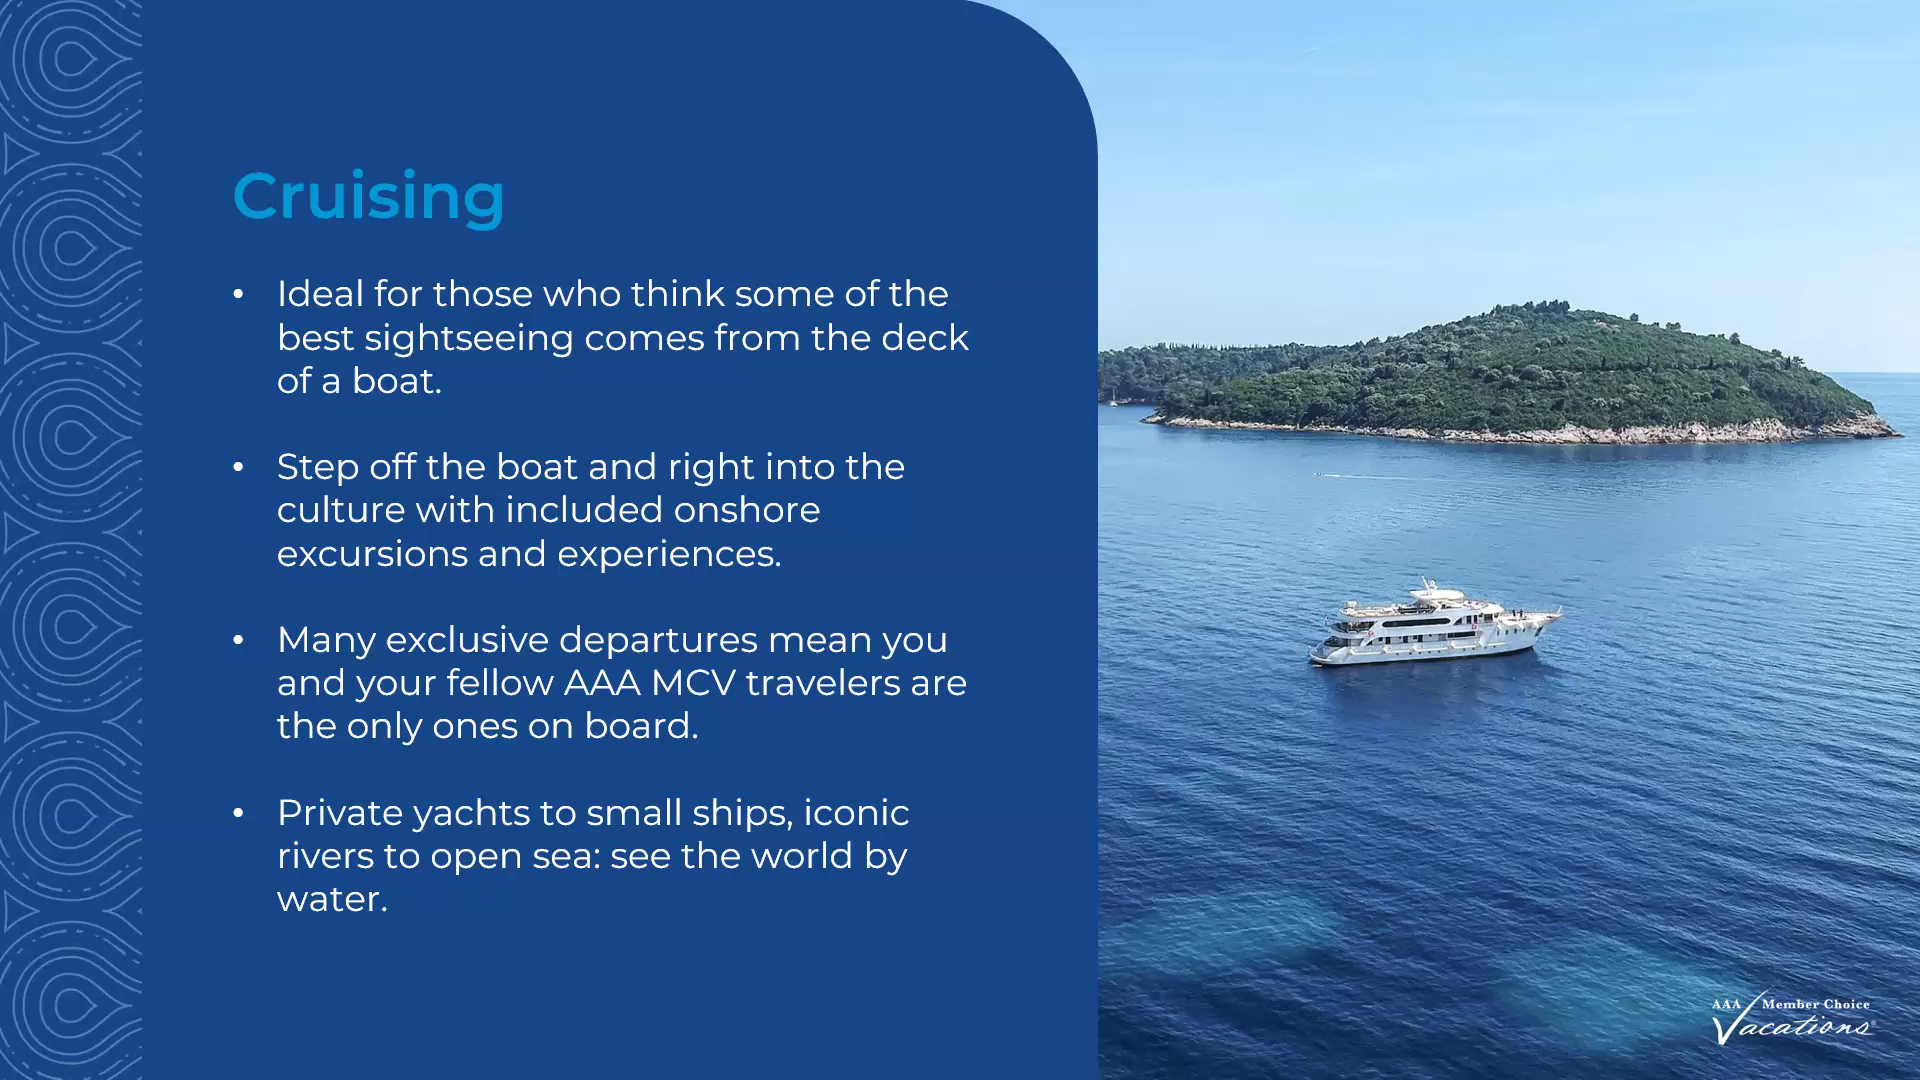 Cruising
• Ideal for those who think some of the
best sightseeing comes from the deck
of a boat.
• Step off the boat and right into the
culture with included onshore
excursions and experiences.
• Many exclusive departures mean you
and your fellow AAA MCV travelers are
the only ones on board.
• Private yachts to small ships, iconic
rivers to open sea: see the world by
water.
AAA Member Choice
Vacations®